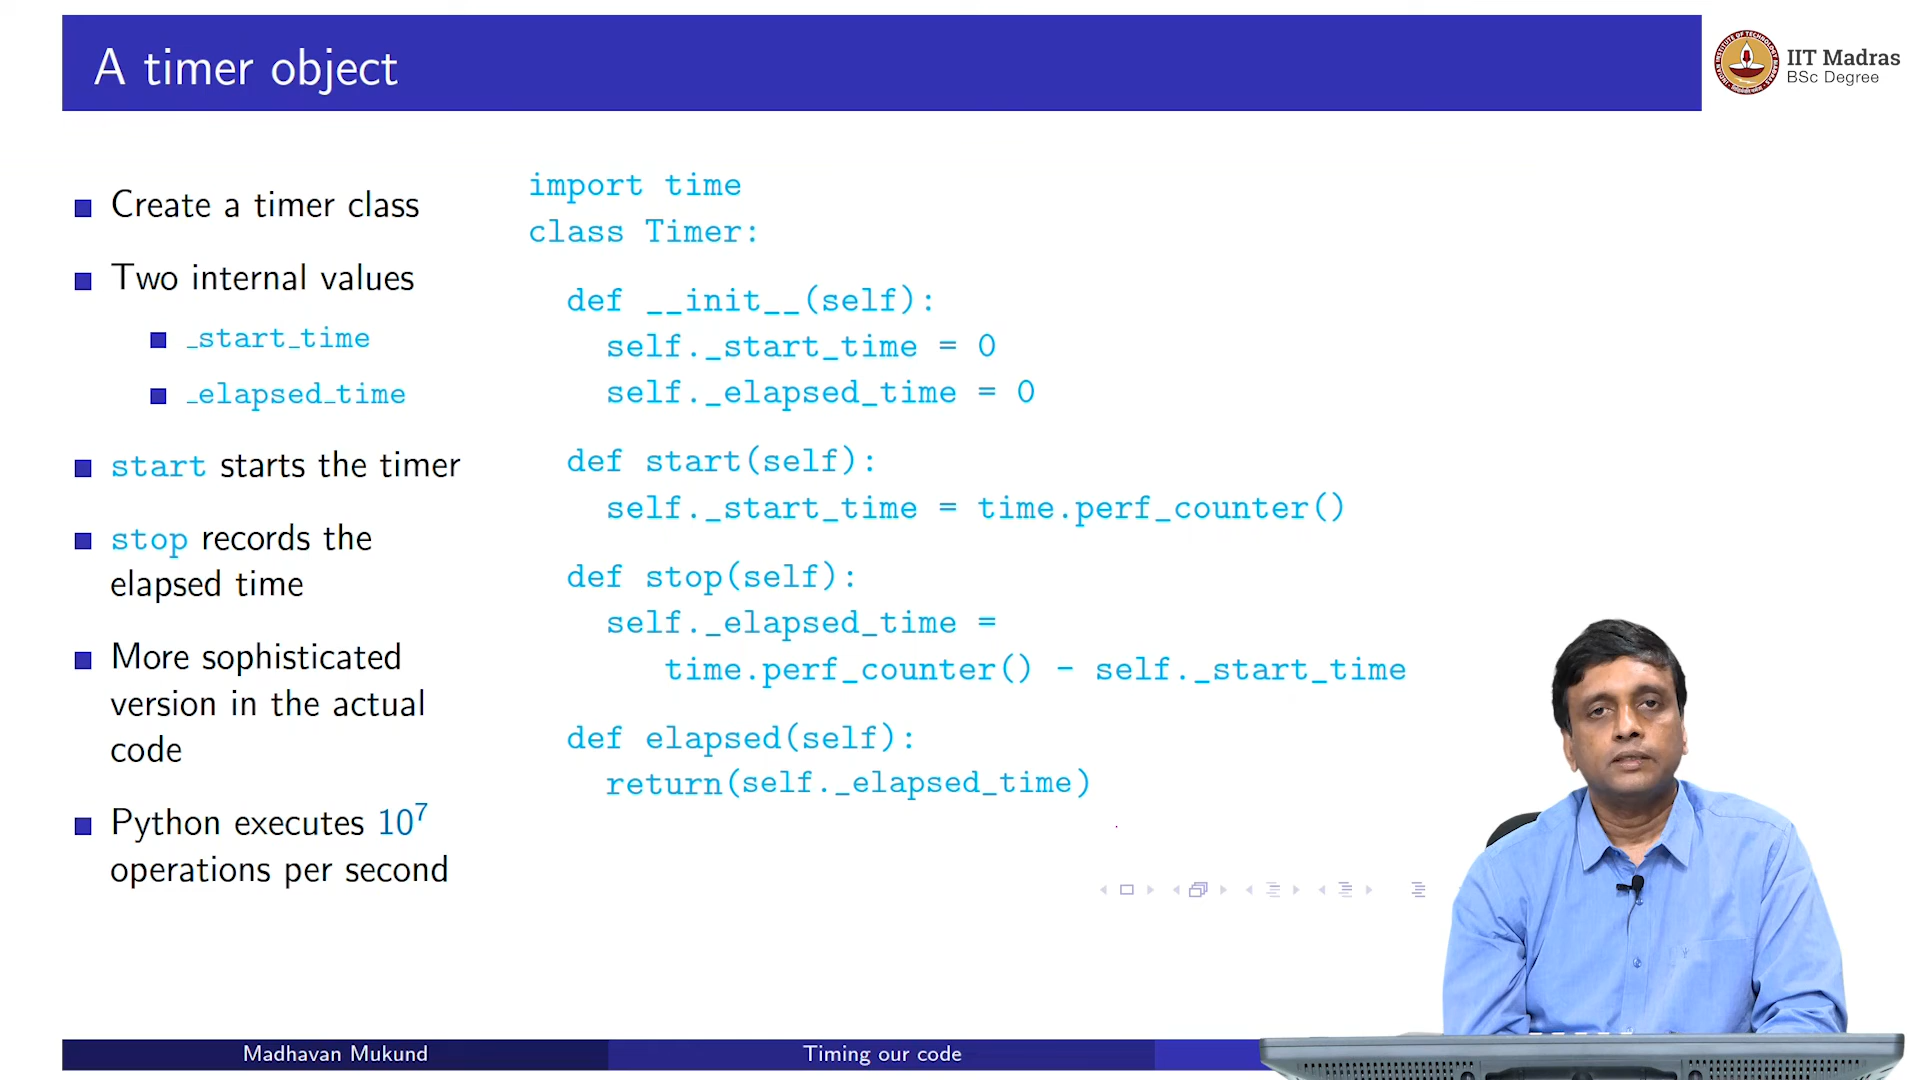 A timer object
IIT Madras
BSc Degree
Create a timer class
Two internal values
_start_time
_elapsed_time
start starts the timer
stop records the
elapsed time
More sophisticated
version in the actual
code
Python executes 10⁷
operations per second
import time
class Timer:
def __init__(self):
self._start_time = 0
self._elapsed_time = 0
def start(self):
self._start_time = time.perf_counter()
def stop(self):
self._elapsed_time =
time.perf_counter() - self._start_time
def elapsed(self):
return(self._elapsed_time)
Madhavan Mukund
Timing our code